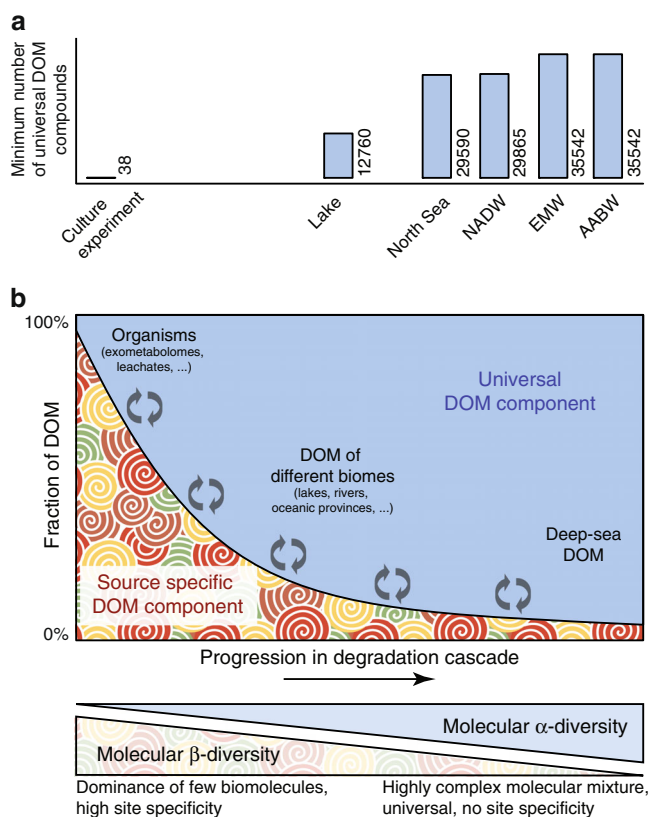 a
Minimum number
of universal DOM
compounds
38
12760
29590
29865
35542
35542
Culture
experiment
Lake
North Sea
NADW
EMW
AABW
b
100%
0%
Fraction of DOM
Organisms
(exometabolomes,
leachates, ...)
Universal
DOM component
DOM of
different biomes
(lakes, rivers,
oceanic provinces, ...)
Deep-sea
DOM
Source specific
DOM component
Progression in degradation cascade
Molecular α-diversity
Molecular β-diversity
Dominance of few biomolecules,
high site specificity
Highly complex molecular mixture,
universal, no site specificity